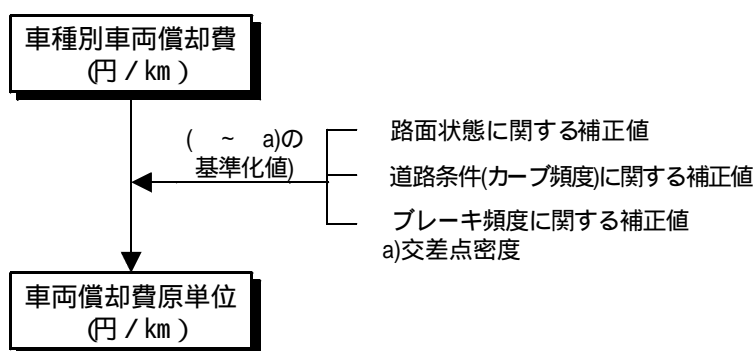 車種別車両償却費
(円/km)
( ~ a)の
基準化値)
路面状態に関する補正値
道路条件(カーブ頻度)に関する補正値
ブレーキ頻度に関する補正値
a)交差点密度
車両償却費原単位
(円/km)